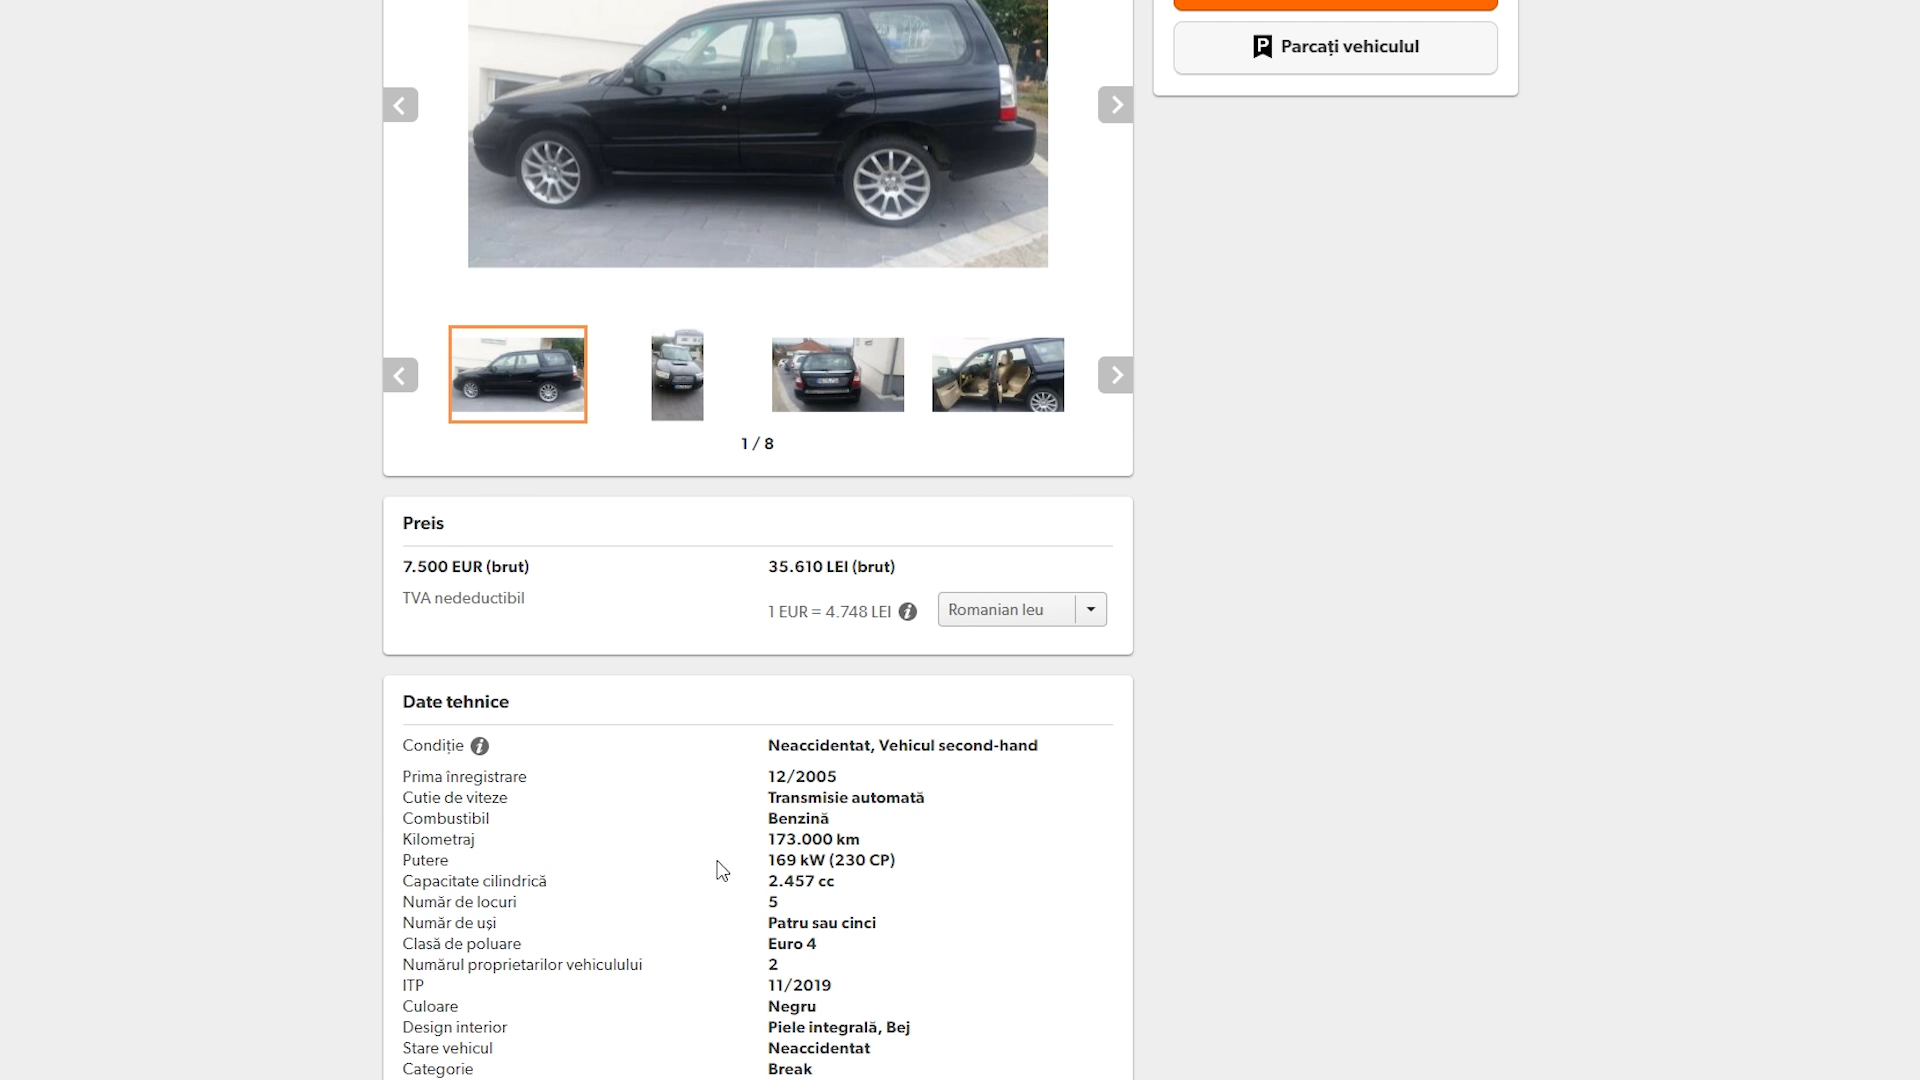 Parcați vehiculul
1 / 8
Preis
7.500 EUR (brut) 35.610 LEI (brut)
TVA nedeductibil
1 EUR = 4.748 LEI Romanian leu
Date tehnice
Condiție Neaccidentat, Vehicul second-hand
Prima înregistrare 12/2005
Cutie de viteze Transmisie automată
Combustibil Benzină
Kilometraj 173.000 km
Putere 169 kW (230 CP)
Capacitate cilindrică 2.457 cc
Număr de locuri 5
Număr de uși Patru sau cinci
Clasă de poluare Euro 4
Numărul proprietarilor vehiculului 2
ITP 11/2019
Culoare Negru
Design interior Piele integrală, Bej
Stare vehicul Neaccidentat
Categorie Break